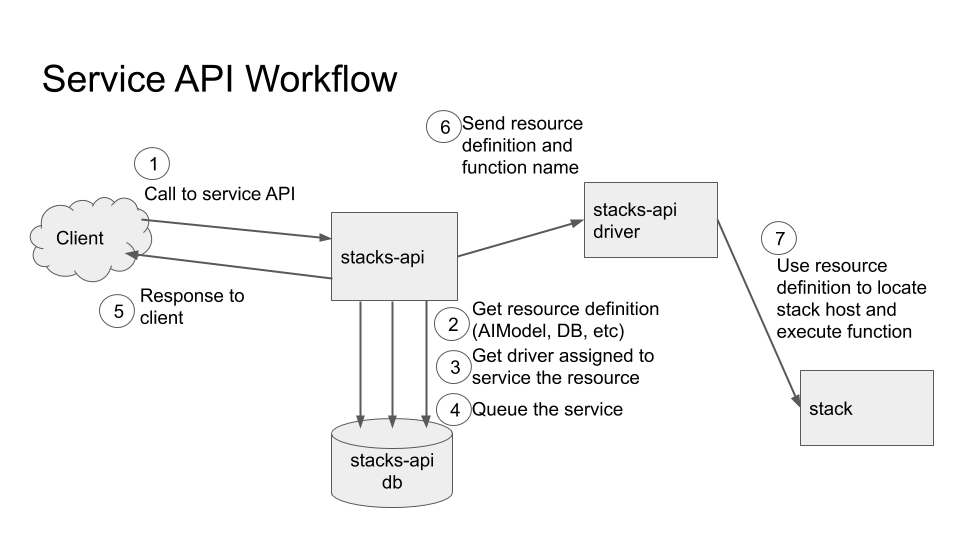 Service API Workflow
1
Call to service API
Client
5
Response to
client
stacks-api
2
Get resource definition
(AIModel, DB, etc)
3
Get driver assigned to
service the resource
4
Queue the service
stacks-api
db
6
Send resource
definition and
function name
stacks-api
driver
7
Use resource
definition to locate
stack host and
execute function
stack